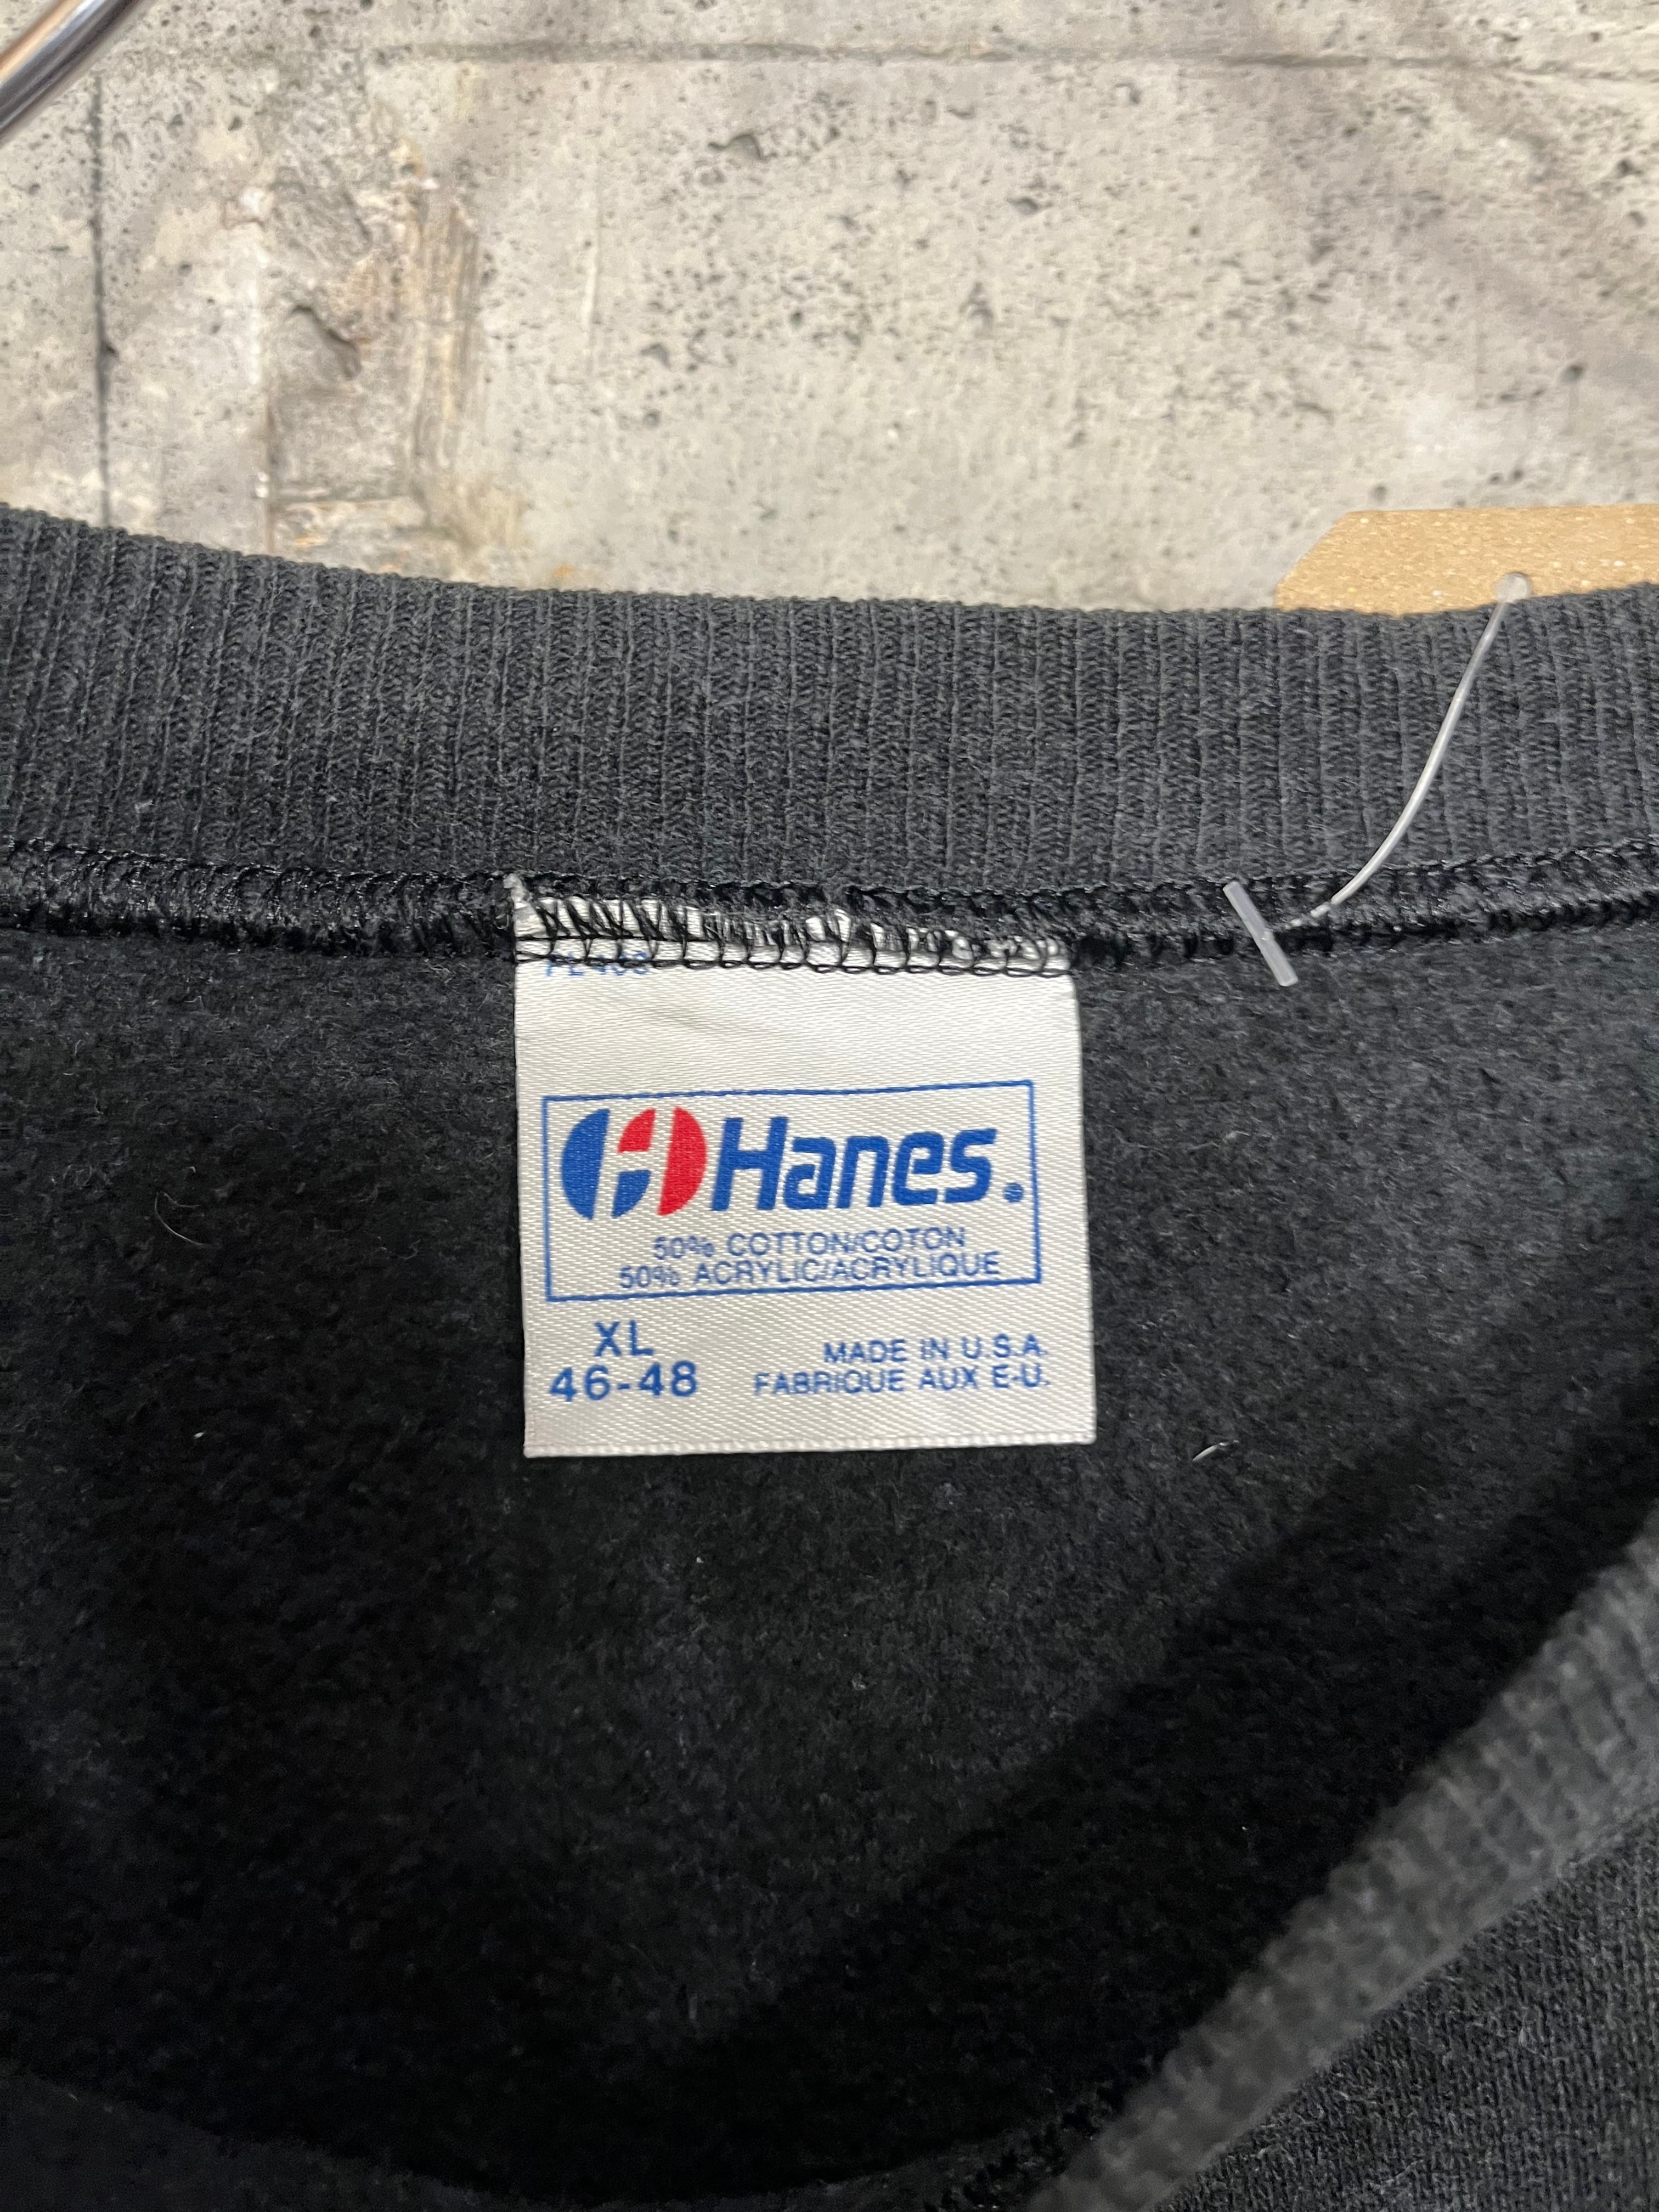 Hanes®
50% COTTON/COTON
50% ACRYLIC/ACRYLIQUE
XL
46-48
MADE IN U.S.A.
FABRIQUE AUX E-U.